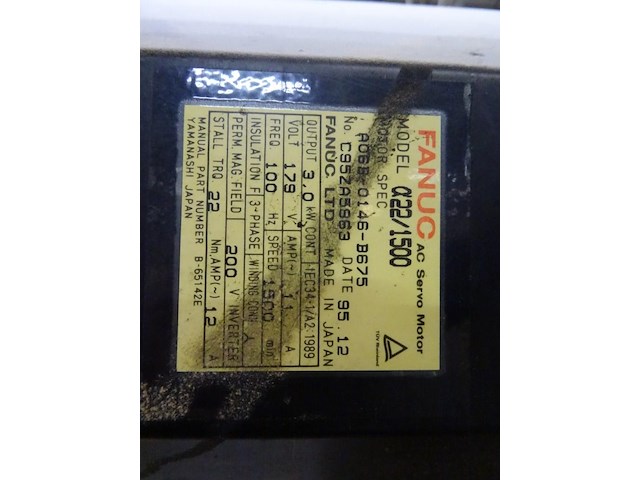 FANUC AC Servo Motor
MODEL α22/1500
MOTOR SPEC
A06B-0146-B675
No. C95ZA5963 DATE 95.12
FANUC LTD MADE IN JAPAN
OUTPUT 3,0 kW,CONT IEC34-1/A2-1989
VOLT 179 V AMP(~) 11 A
FREQ. 100 Hz SPEED 1500 min
INSULATION F 3-PHASE WINDING CONN
PERM.MAG.FIELD 200 V INVERTER
STALL TRQ 22 Nm,AMP(~) 12 A
MANUAL PART NUMBER B-65142E
YAMANASHI JAPAN